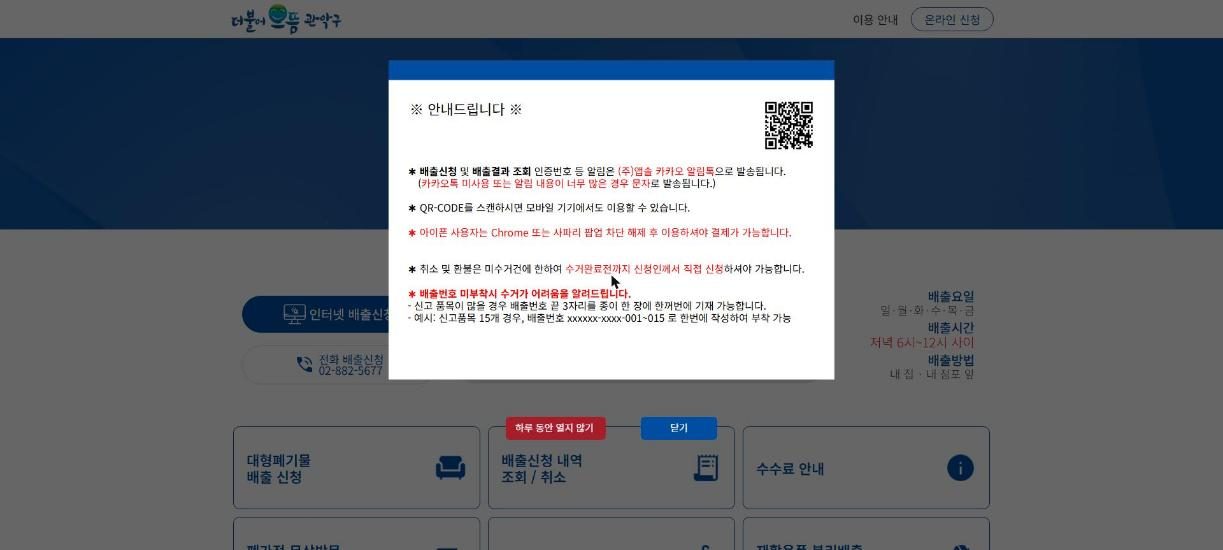 더불어 으뜸 관악구
이용 안내
온라인 신청
※ 안내드립니다 ※
∗ 배출신청 및 배출결과 조회 인증번호 등 알림은 (주)앱솔 카카오 알림톡으로 발송됩니다.
(카카오톡 미사용 또는 알림 내용이 너무 많은 경우 문자로 발송됩니다.)
∗ QR-CODE를 스캔하시면 모바일 기기에서도 이용할 수 있습니다.
∗ 아이폰 사용자는 Chrome 또는 사파리 팝업 차단 해제 후 이용하셔야 결제가 가능합니다.
∗ 취소 및 환불은 미수거건에 한하여 수거완료전까지 신청인께서 직접 신청하셔야 가능합니다.
∗ 배출번호 미부착시 수거가 어려움을 알려드립니다.
- 신고 품목이 많을 경우 배출번호 끝 3자리를 종이 한 장에 한꺼번에 기재 가능합니다.
- 예시: 신고품목 15개 경우, 배출번호 xxxxxx-xxxx-001~015 로 한번에 작성하여 부착 가능
인터넷 배출신청
전화 배출신청
02-882-5677
배출요일
일·월·화·수·목·금
배출시간
저녁 6시~12시 사이
배출방법
내 집 · 내 점포 앞
하루 동안 열지 않기
닫기
대형폐기물
배출 신청
배출신청 내역
조회 / 취소
수수료 안내